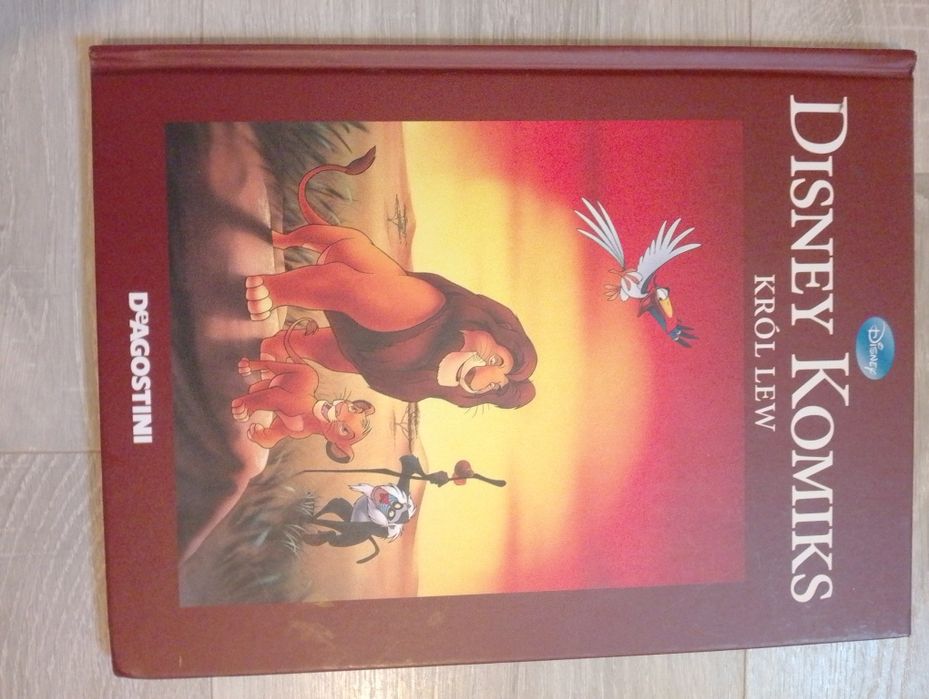 Disney
DISNEY KOMIKS
KRÓL LEW
DeAGOSTINI